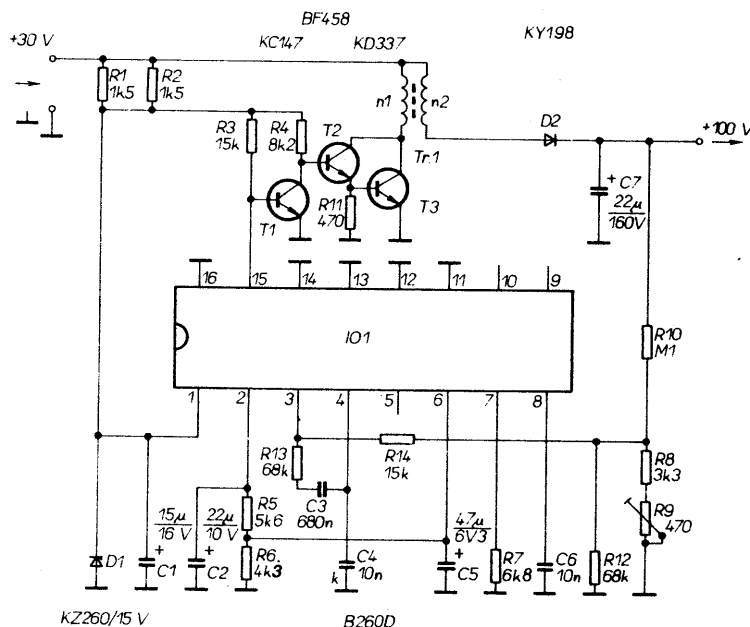 BF458
+30 V
KC147
KD337
KY198
R1
1k5
R2
1k5
n1
n2
R3
15k
R4
8k2
T2
D2
+100 V
Tr.1
T1
R11
470
T3
+
C7
22µ
160V
16
15
14
13
12
11
10
9
IO1
R10
M1
1
2
3
4
5
6
7
8
R13
68k
R14
15k
R8
3k3
C3
680n
R9
470
15µ
16 V
22µ
10 V
R5
5k6
47µ
6V3
D1
+
C1
+
C2
R6
4k3
k
C4
10n
+
C5
R7
6k8
C6
10n
R12
68k
KZ260/15 V
B260D